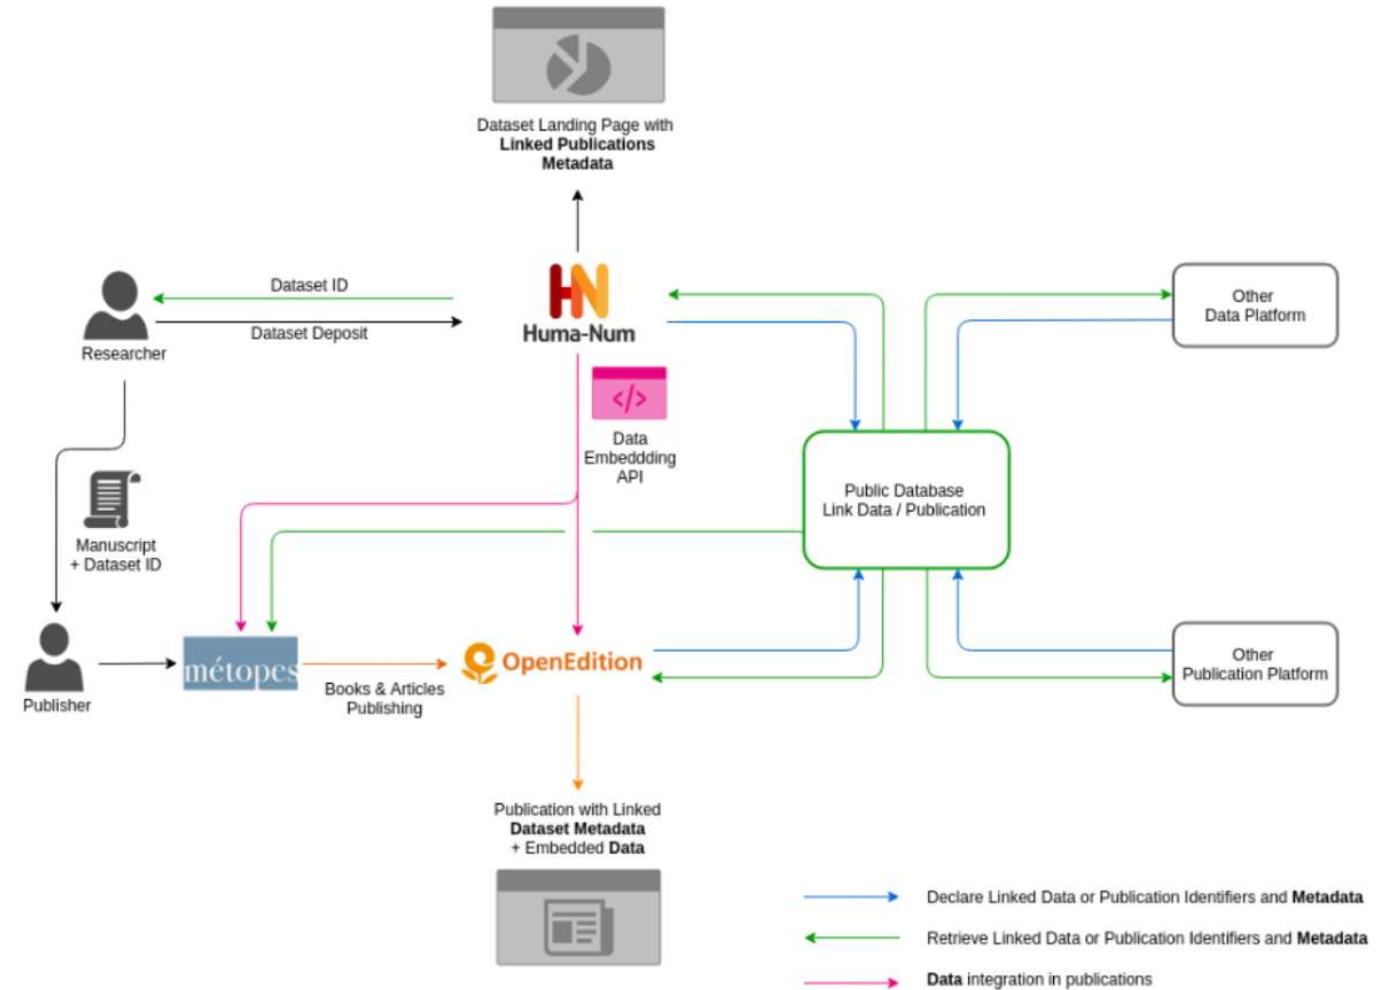 Dataset Landing Page with
Linked Publications
Metadata
Dataset ID
Dataset Deposit
Researcher
HN
Huma-Num
Other
Data Platform
</>
Data
Embeddding
API
Public Database
Link Data / Publication
Manuscript
+ Dataset ID
Publisher
métopes
Books & Articles
Publishing
OpenEdition
Other
Publication Platform
Publication with Linked
Dataset Metadata
+ Embedded Data
Declare Linked Data or Publication Identifiers and Metadata
Retrieve Linked Data or Publication Identifiers and Metadata
Data integration in publications